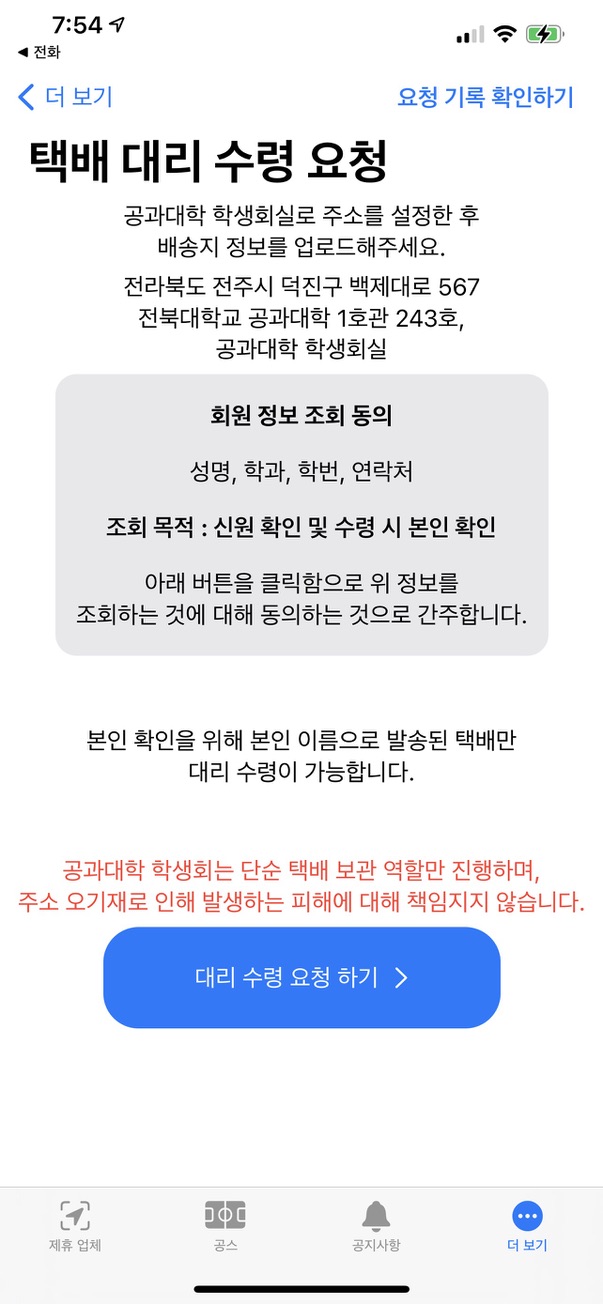 7:54
◀ 전화
더 보기
요청 기록 확인하기
택배 대리 수령 요청
공과대학 학생회실로 주소를 설정한 후
배송지 정보를 업로드해주세요.
전라북도 전주시 덕진구 백제대로 567
전북대학교 공과대학 1호관 243호,
공과대학 학생회실
회원 정보 조회 동의
성명, 학과, 학번, 연락처
조회 목적 : 신원 확인 및 수령 시 본인 확인
아래 버튼을 클릭함으로 위 정보를
조회하는 것에 대해 동의하는 것으로 간주합니다.
본인 확인을 위해 본인 이름으로 발송된 택배만
대리 수령이 가능합니다.
공과대학 학생회는 단순 택배 보관 역할만 진행하며,
주소 오기재로 인해 발생하는 피해에 대해 책임지지 않습니다.
대리 수령 요청 하기
제휴 업체
공스
공지사항
더 보기